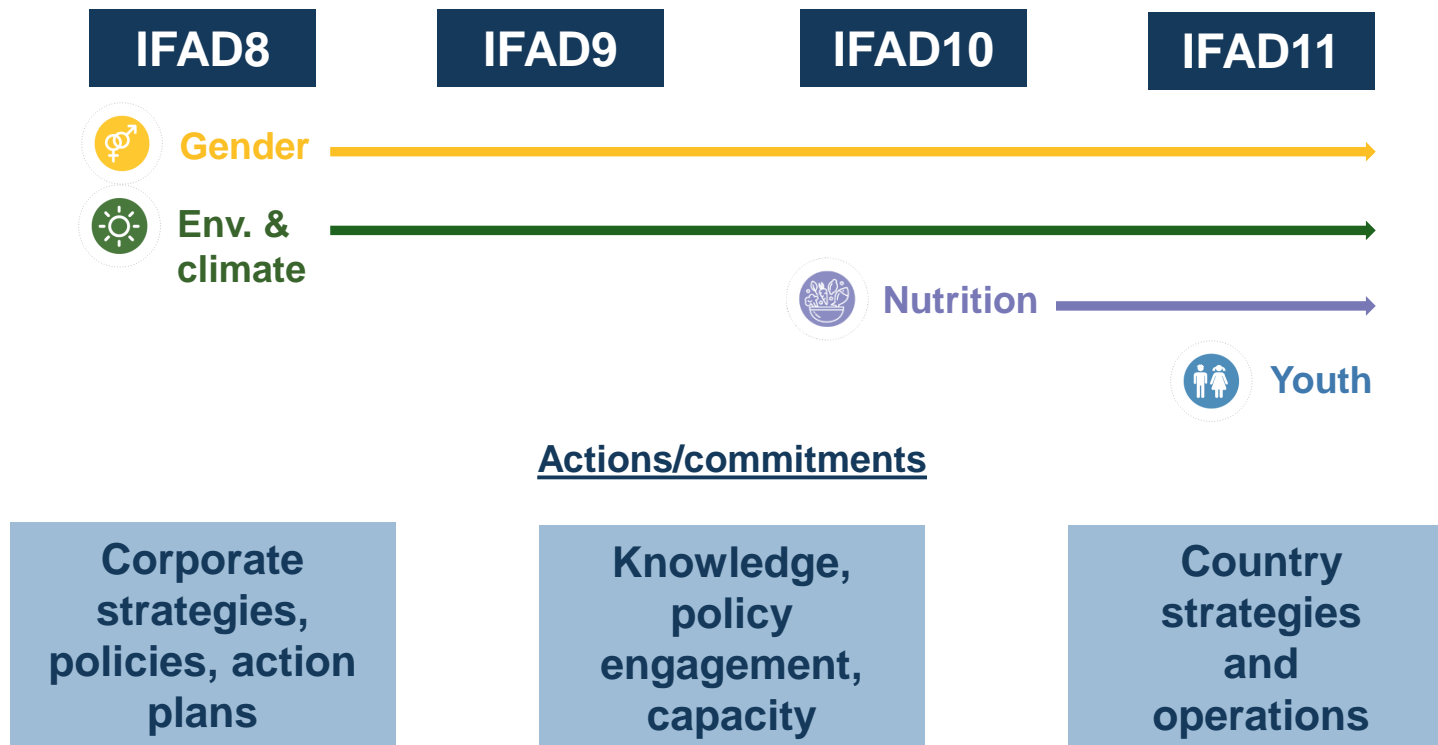 IFAD8
IFAD9
IFAD10
IFAD11
Gender
Env. &
climate
Nutrition
Youth
Actions/commitments
Corporate
strategies,
policies, action
plans
Knowledge,
policy
engagement,
capacity
Country
strategies
and
operations